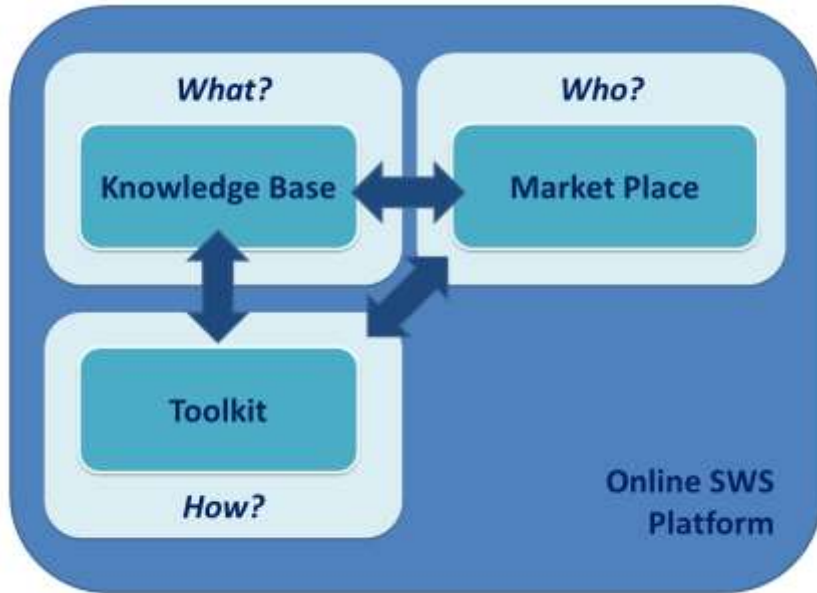 What?
Knowledge Base
Who?
Market Place
Toolkit
How?
Online SWS
Platform